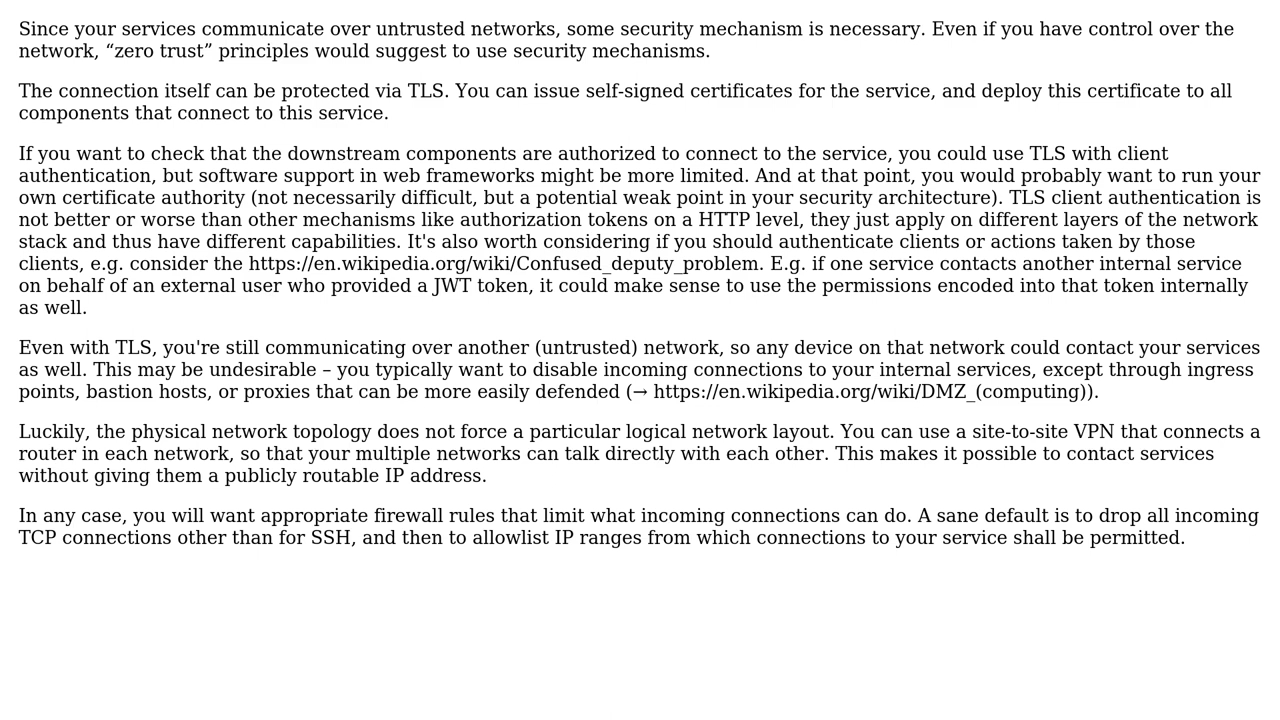 Since your services communicate over untrusted networks, some security mechanism is necessary. Even if you have control over the
network, “zero trust” principles would suggest to use security mechanisms.
The connection itself can be protected via TLS. You can issue self-signed certificates for the service, and deploy this certificate to all
components that connect to this service.
If you want to check that the downstream components are authorized to connect to the service, you could use TLS with client
authentication, but software support in web frameworks might be more limited. And at that point, you would probably want to run your
own certificate authority (not necessarily difficult, but a potential weak point in your security architecture). TLS client authentication is
not better or worse than other mechanisms like authorization tokens on a HTTP level, they just apply on different layers of the network
stack and thus have different capabilities. It's also worth considering if you should authenticate clients or actions taken by those
clients, e.g. consider the https://en.wikipedia.org/wiki/Confused_deputy_problem. E.g. if one service contacts another internal service
on behalf of an external user who provided a JWT token, it could make sense to use the permissions encoded into that token internally
as well.
Even with TLS, you're still communicating over another (untrusted) network, so any device on that network could contact your services
as well. This may be undesirable – you typically want to disable incoming connections to your internal services, except through ingress
points, bastion hosts, or proxies that can be more easily defended (→ https://en.wikipedia.org/wiki/DMZ_(computing)).
Luckily, the physical network topology does not force a particular logical network layout. You can use a site-to-site VPN that connects a
router in each network, so that your multiple networks can talk directly with each other. This makes it possible to contact services
without giving them a publicly routable IP address.
In any case, you will want appropriate firewall rules that limit what incoming connections can do. A sane default is to drop all incoming
TCP connections other than for SSH, and then to allowlist IP ranges from which connections to your service shall be permitted.